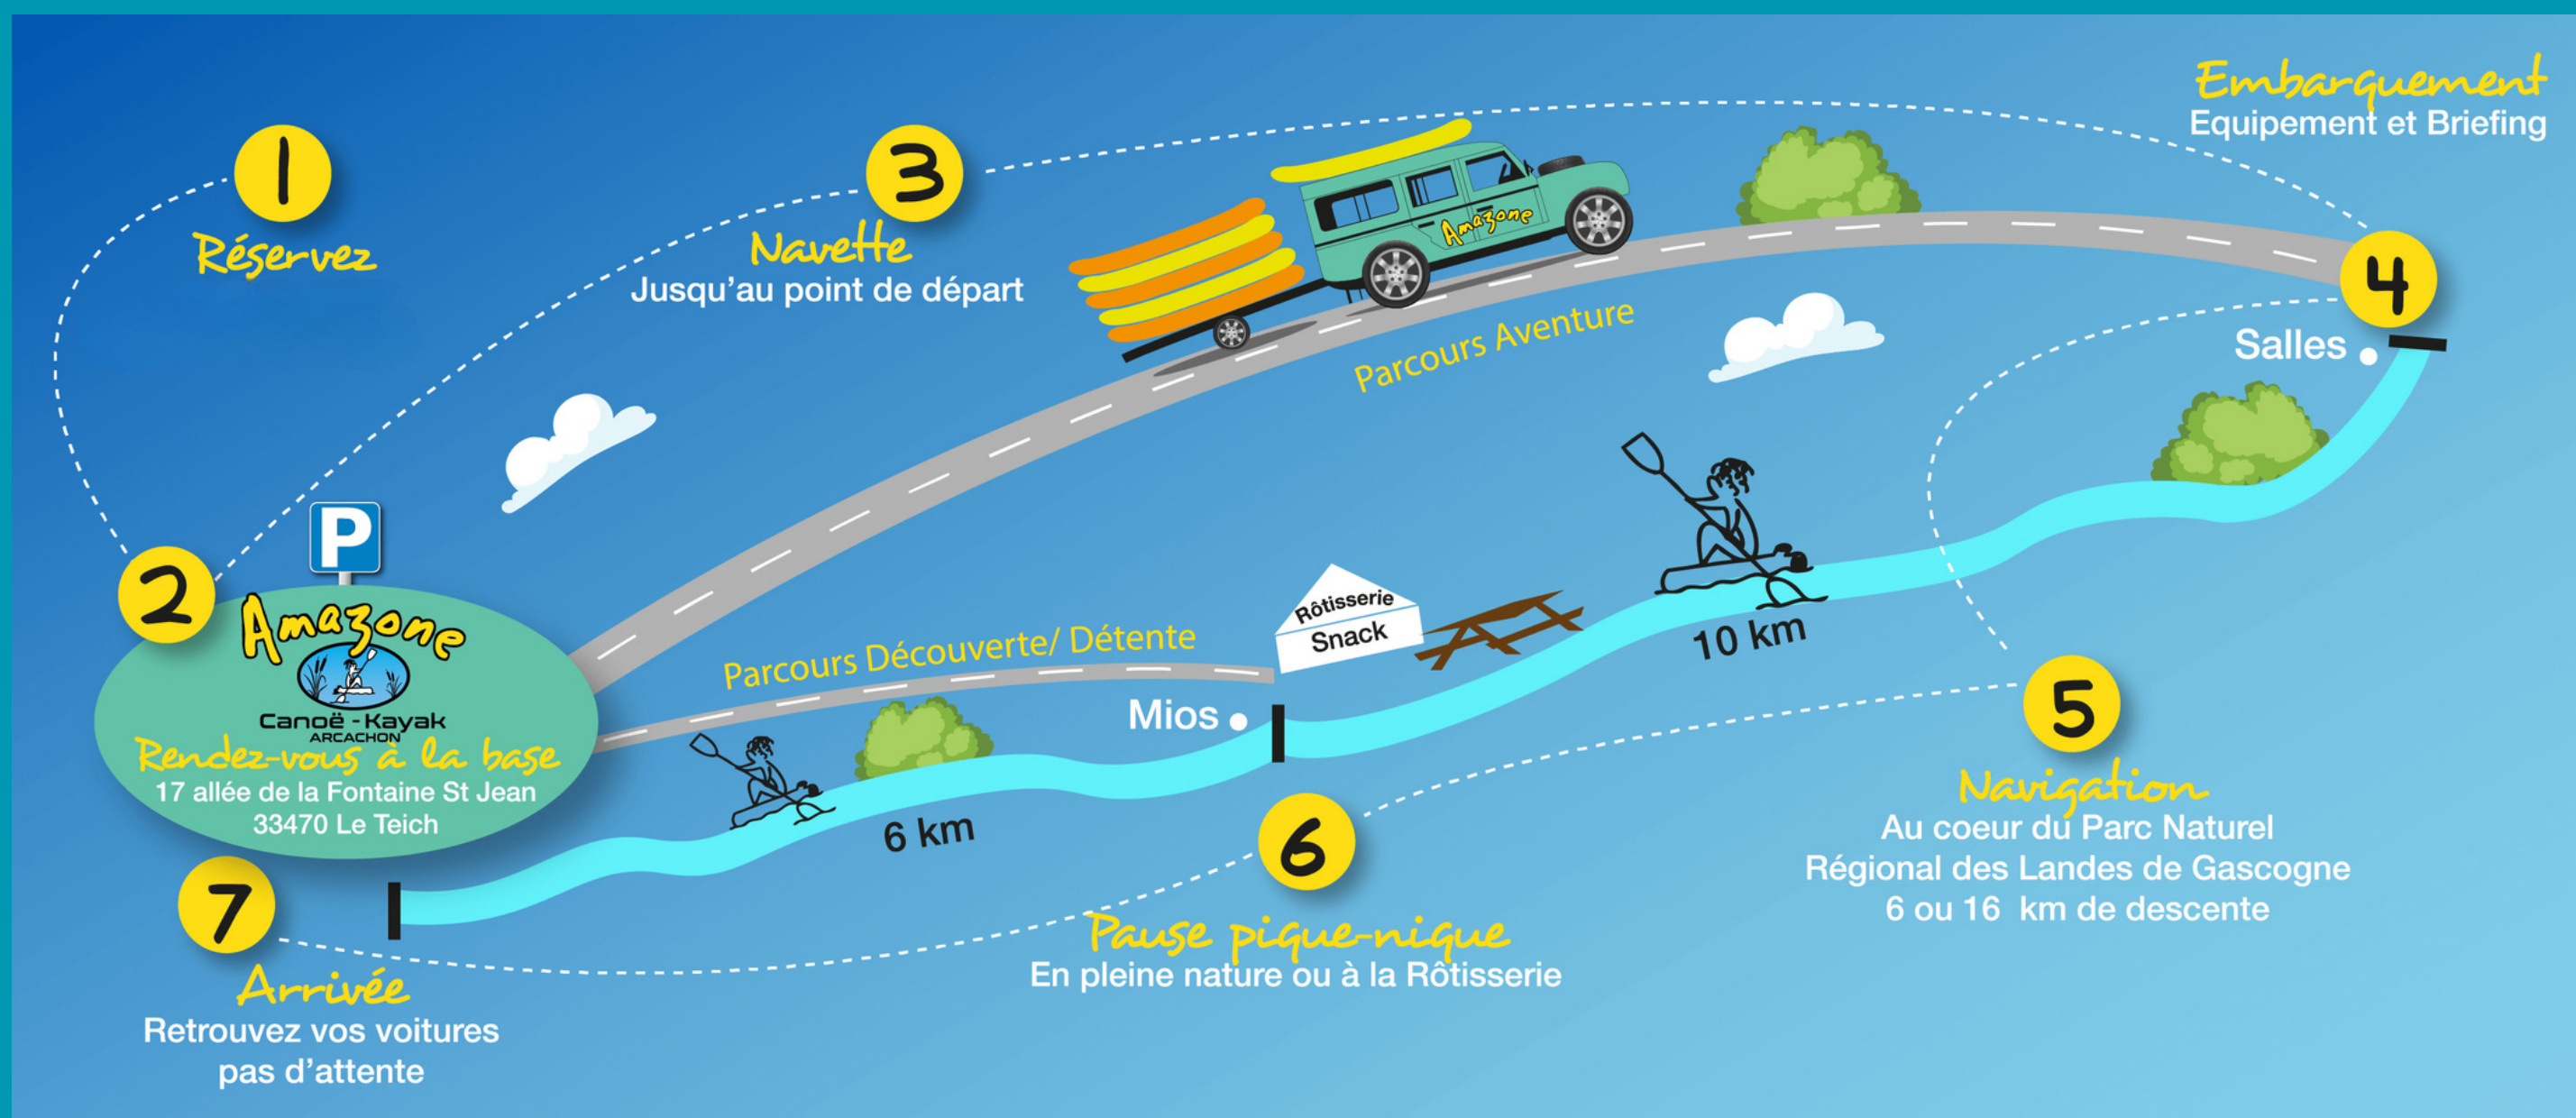 1
Réservez
2
P
Amazone
Canoë - Kayak
ARCACHON
Rendez-vous à la base
17 allée de la Fontaine St Jean
33470 Le Teich
3
Navette
Jusqu'au point de départ
Amazone
Parcours Aventure
Embarquement
Equipement et Briefing
4
Salles
10 km
5
Navigation
Au coeur du Parc Naturel
Régional des Landes de Gascogne
6 ou 16 km de descente
Rôtisserie
Snack
Parcours Découverte/ Détente
Mios
6 km
6
Pause pique-nique
En pleine nature ou à la Rôtisserie
7
Arrivée
Retrouvez vos voitures
pas d'attente